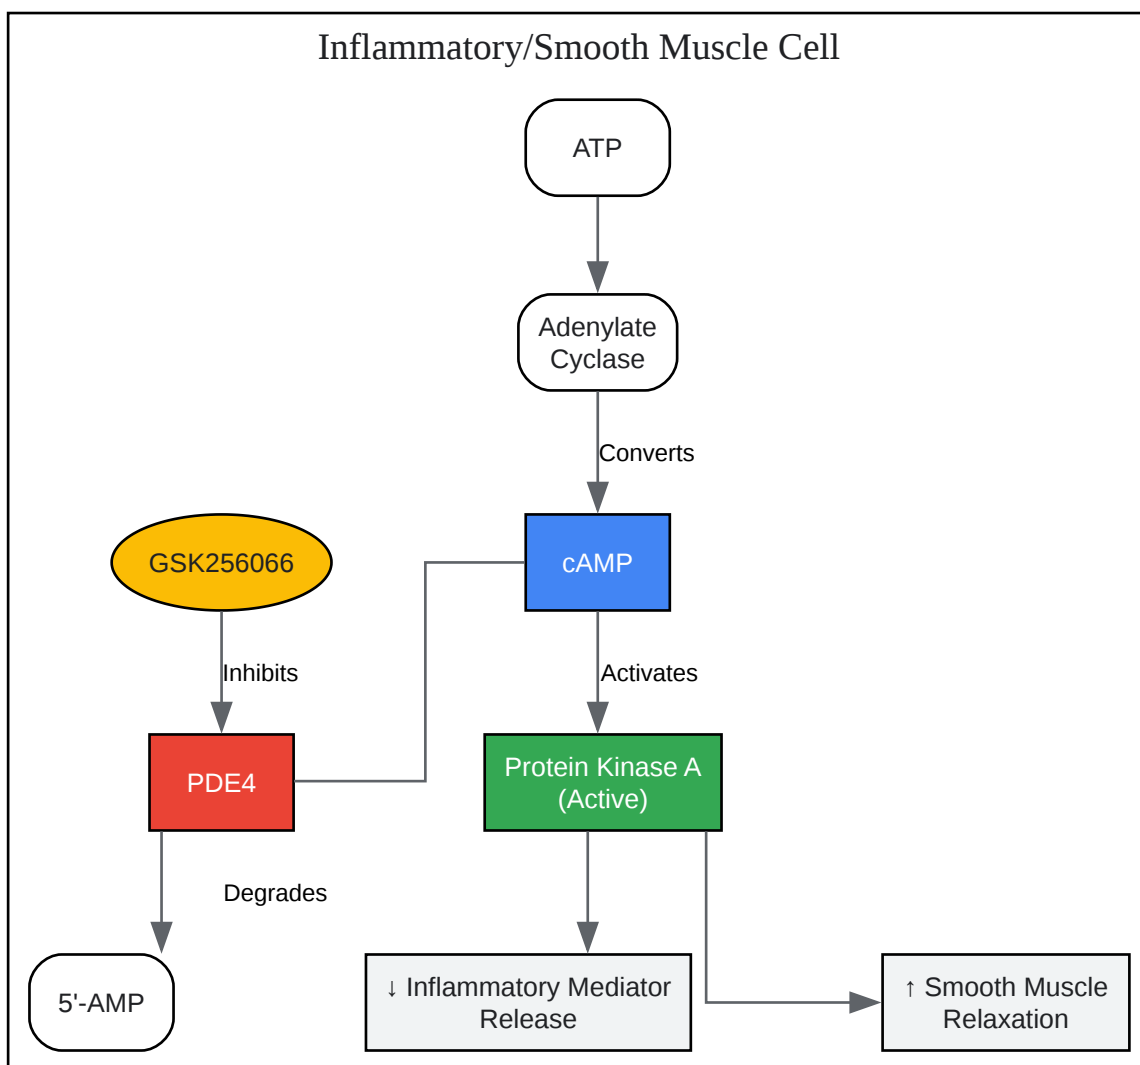 Inflammatory/Smooth Muscle Cell
ATP
Adenylate
Cyclase
Converts
GSK256066
cAMP
Inhibits
Activates
PDE4
Protein Kinase A
(Active)
Degrades
5'-AMP
↓ Inflammatory Mediator
Release
↑ Smooth Muscle
Relaxation